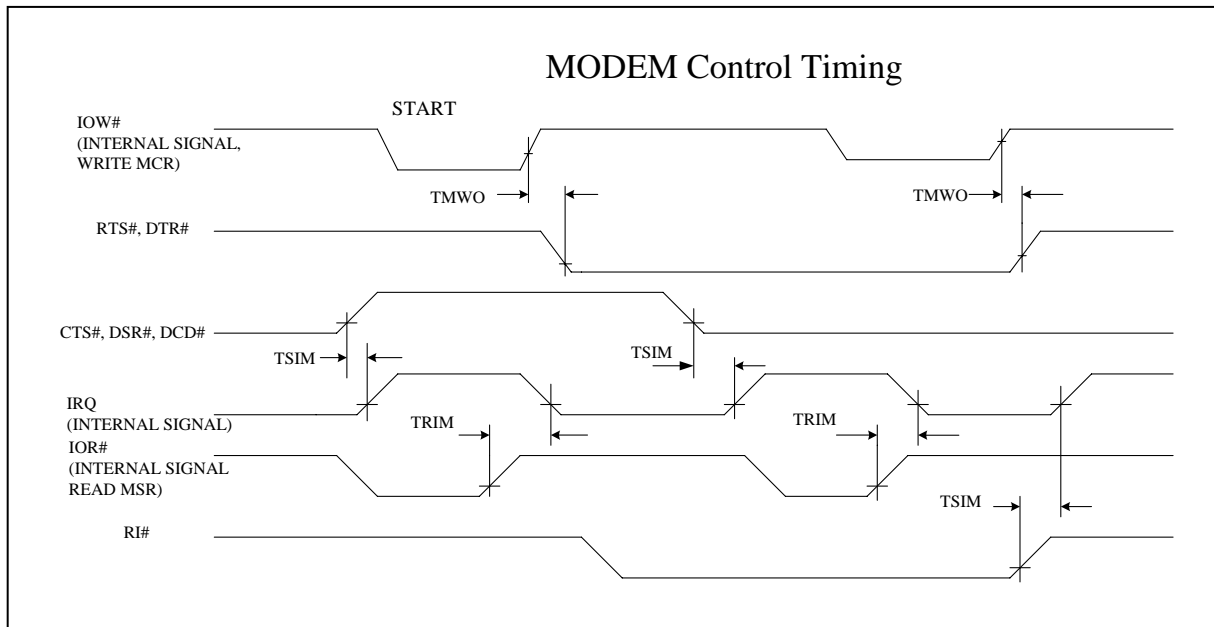 MODEM Control Timing
START
IOW#
(INTERNAL SIGNAL,
WRITE MCR)
TMWO
TMWO
RTS#, DTR#
CTS#, DSR#, DCD#
TSIM
TSIM
IRQ
(INTERNAL SIGNAL)
TRIM
TRIM
IOR#
(INTERNAL SIGNAL
READ MSR)
TSIM
RI#